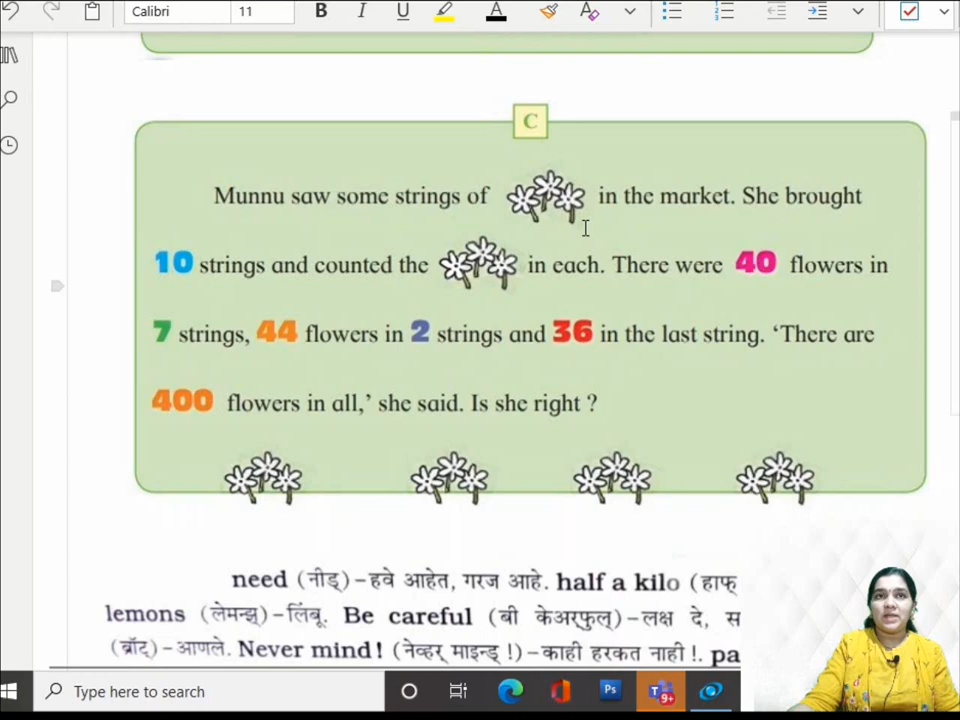 Calibri
11
B I U A
C
Munnu saw some strings of in the market. She brought
10 strings and counted the in each. There were 40 flowers in
7 strings, 44 flowers in 2 strings and 36 in the last string. ‘There are
400 flowers in all,’ she said. Is she right ?
need (नीड्) – हवे आहेत, गरज आहे. half a kilo (हाफ्
lemons (लेमन्झ्) – लिंबू. Be careful (बी केअर्फुल्) – लक्ष दे, स
(ब्रॉट्) – आणले. Never mind! (नेव्हर् माइन्ड् !) – काही हरकत नाही !. pa
Type here to search
Ps
9+